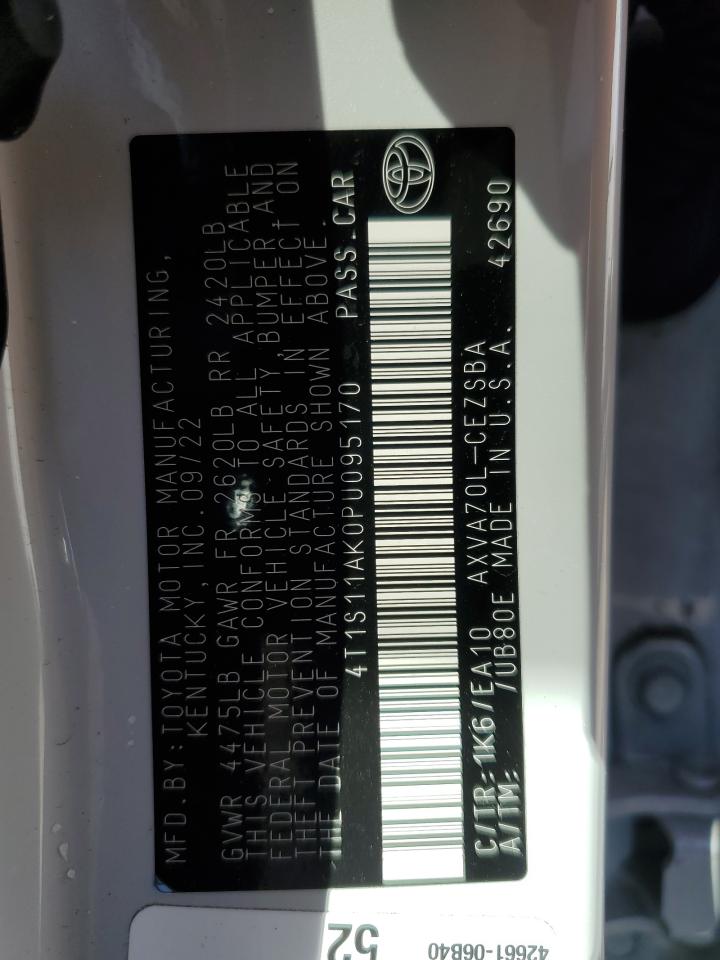 MFD.BY:TOYOTA MOTOR MANUFACTURING,
KENTUCKY,INC.09/22
GVWR 4475LB GAWR FR 2620LB RR 2420LB
THIS VEHICLE CONFORMS TO ALL APPLICABLE
FEDERAL MOTOR VEHICLE SAFETY,BUMPER,AND
THEFT PREVENTION STANDARDS IN EFFECT ON
THE DATE OF MANUFACTURE SHOWN ABOVE.
4T1S11AK0PU095170 PASS.CAR
C/TR:1K6/EA10 AXVA70L-CEZSBA
A/TM: /UB80E MADE IN U.S.A. 42690
52
42661-06B40